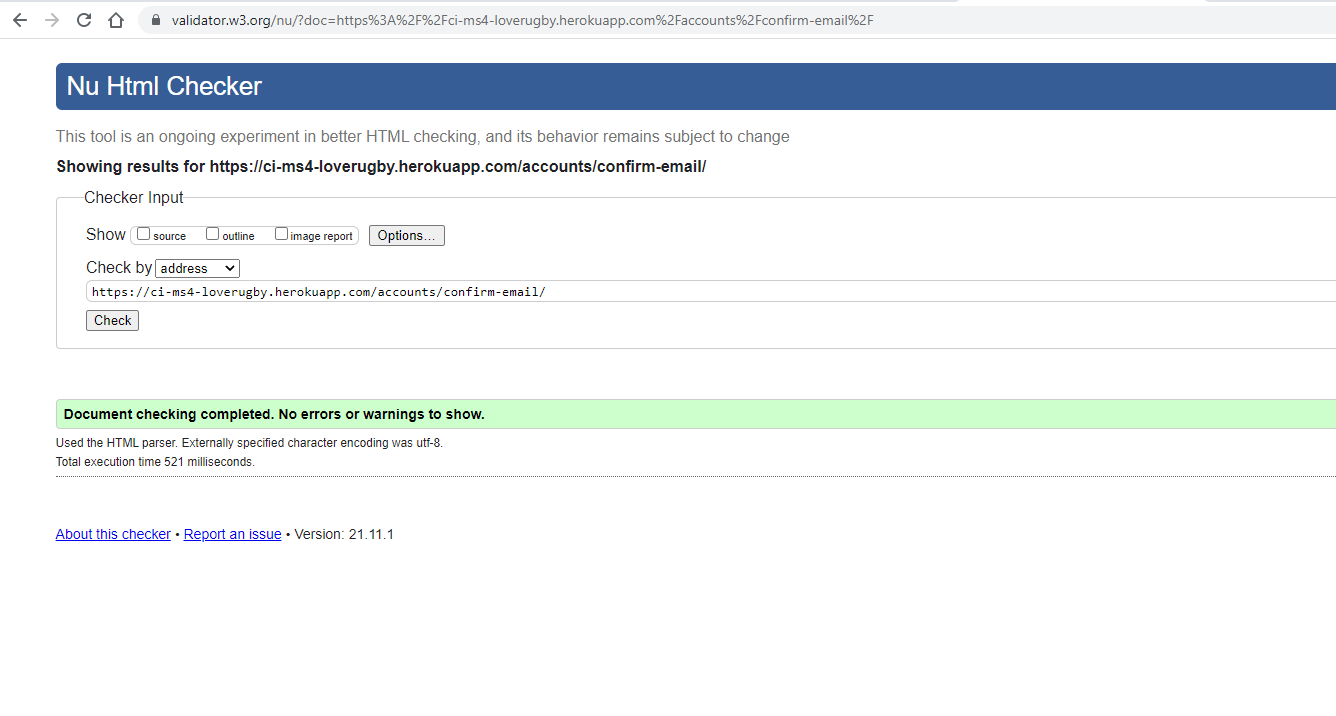 validator.w3.org/nu/?doc=https%3A%2F%2Fci-ms4-loverugby.herokuapp.com%2Faccounts%2Fconfirm-email%2F
Nu Html Checker
This tool is an ongoing experiment in better HTML checking, and its behavior remains subject to change
Showing results for https://ci-ms4-loverugby.herokuapp.com/accounts/confirm-email/
Checker Input
Show source outline image report Options...
Check by address
https://ci-ms4-loverugby.herokuapp.com/accounts/confirm-email/
Check
Document checking completed. No errors or warnings to show.
Used the HTML parser. Externally specified character encoding was utf-8.
Total execution time 521 milliseconds.
About this checker • Report an issue • Version: 21.11.1